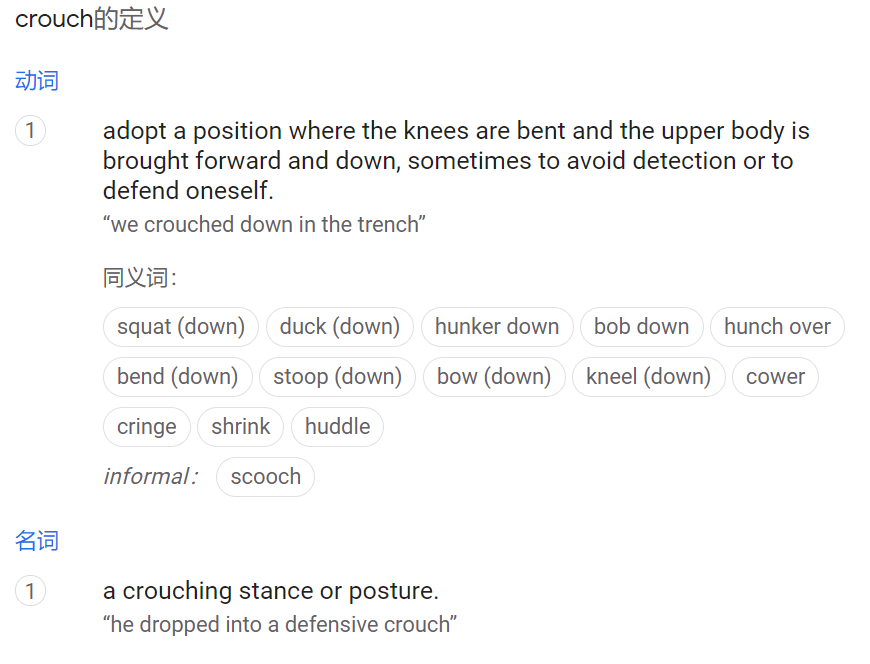 crouch的定义
动词
1 adopt a position where the knees are bent and the upper body is
brought forward and down, sometimes to avoid detection or to
defend oneself.
“we crouched down in the trench”
同义词：
squat (down) duck (down) hunker down bob down hunch over
bend (down) stoop (down) bow (down) kneel (down) cower
cringe shrink huddle
informal： scooch
名词
1 a crouching stance or posture.
“he dropped into a defensive crouch”